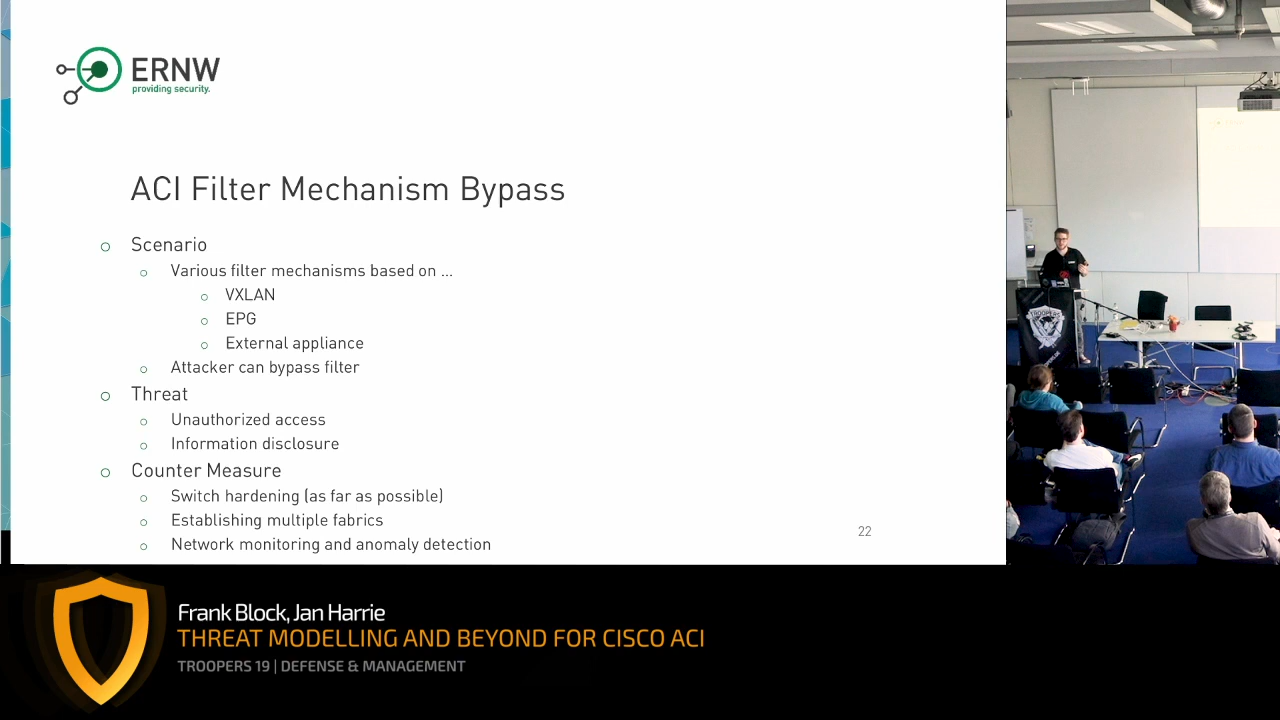 ERNW
providing security.
ACI Filter Mechanism Bypass
Scenario
Various filter mechanisms based on ...
VXLAN
EPG
External appliance
Attacker can bypass filter
Threat
Unauthorized access
Information disclosure
Counter Measure
Switch hardening (as far as possible)
Establishing multiple fabrics
Network monitoring and anomaly detection
22
TROOPERS
Frank Block, Jan Harrie
THREAT MODELLING AND BEYOND FOR CISCO ACI
TROOPERS 19 | DEFENSE & MANAGEMENT